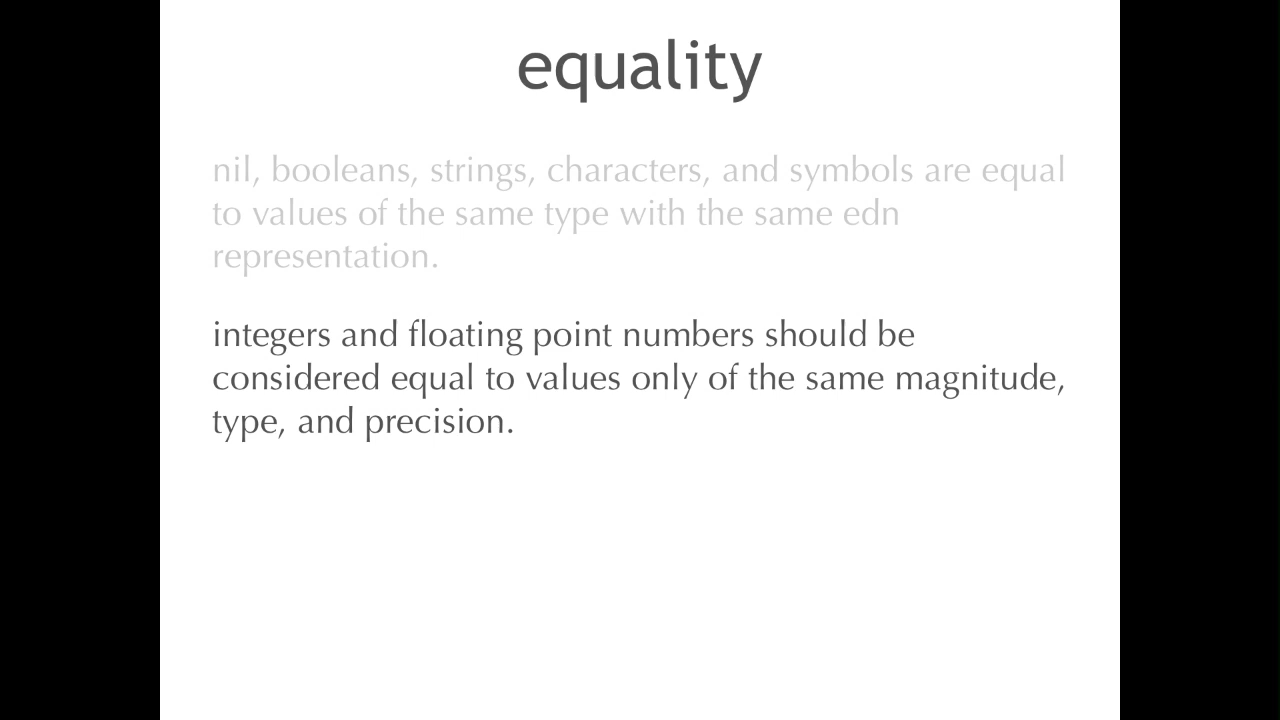 equality
nil, booleans, strings, characters, and symbols are equal
to values of the same type with the same edn
representation.
integers and floating point numbers should be
considered equal to values only of the same magnitude,
type, and precision.